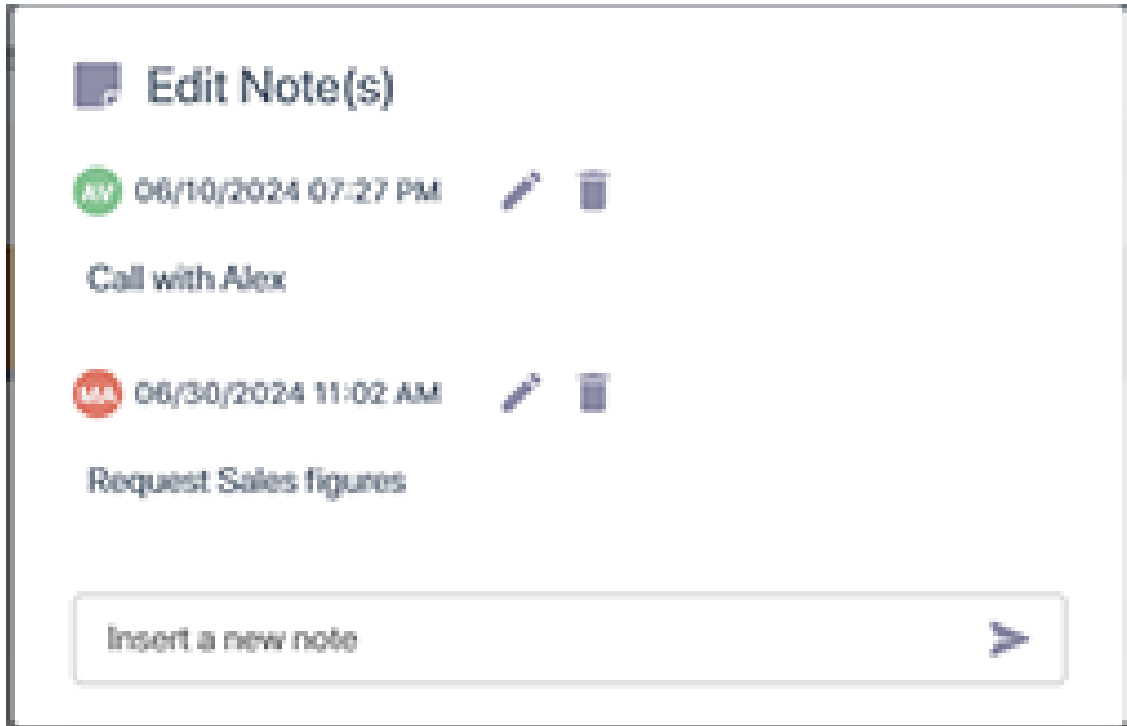 Edit Note(s)
AV 06/10/2024 07:27 PM
Call with Alex
MA 06/30/2024 11:02 AM
Request Sales figures
Insert a new note